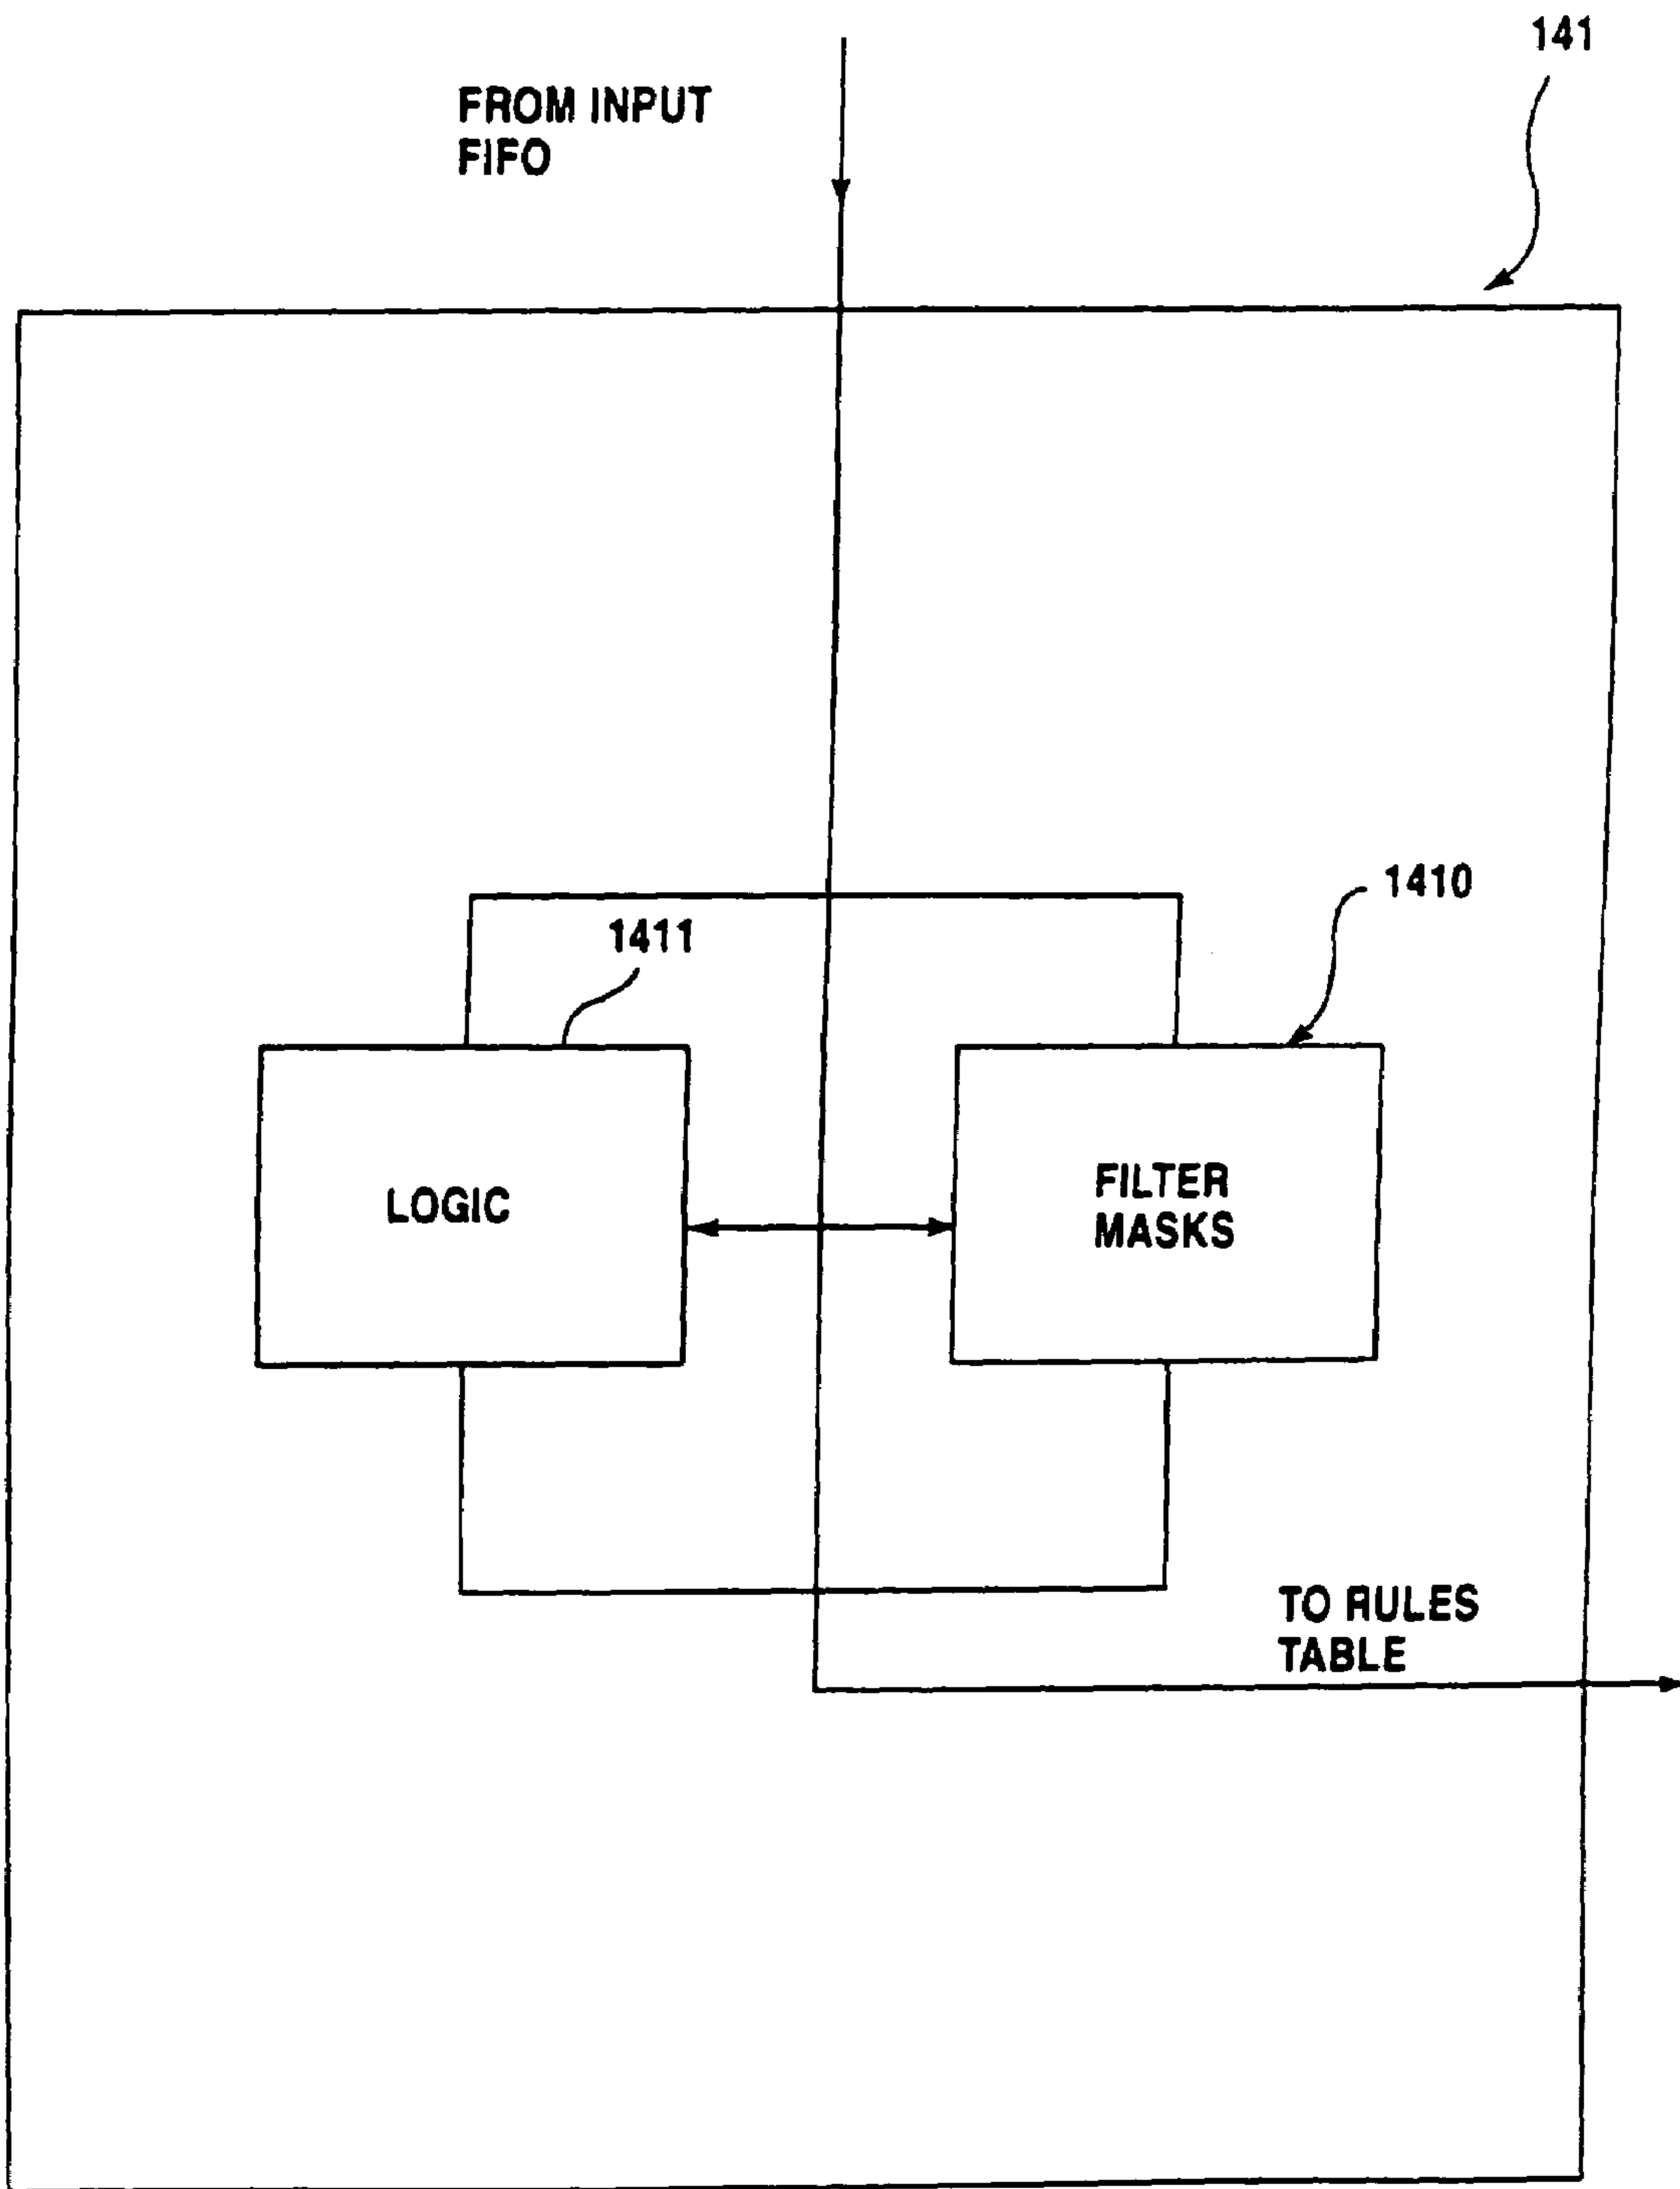 141
FROM INPUT
FIFO
1410
1411
LOGIC
FILTER
MASKS
TO RULES
TABLE